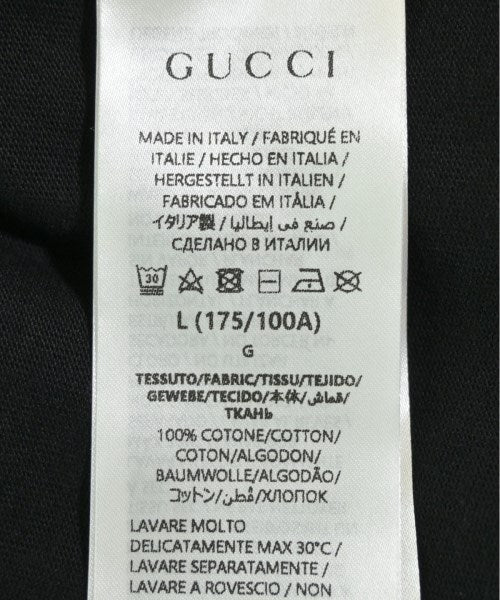 GUCCI
MADE IN ITALY / FABRIQUÉ EN
ITALIE / HECHO EN ITALIA /
HERGESTELLT IN ITALIEN /
FABRICADO EM ITÁLIA /
イタリア製 / صنع في إيطاليا /
СДЕЛАНО В ИТАЛИИ
30
L (175/100A)
G
TESSUTO/FABRIC/TISSU/TEJIDO/
GEWEBE/TECIDO/本体/قماش/
ТКАНЬ
100% COTONE/COTTON/
COTON/ALGODON/
BAUMWOLLE/ALGODÃO/
コットン/قُطن/ХЛОПОК
LAVARE MOLTO
DELICATAMENTE MAX 30°C /
LAVARE SEPARATAMENTE /
LAVARE A ROVESCIO / NON